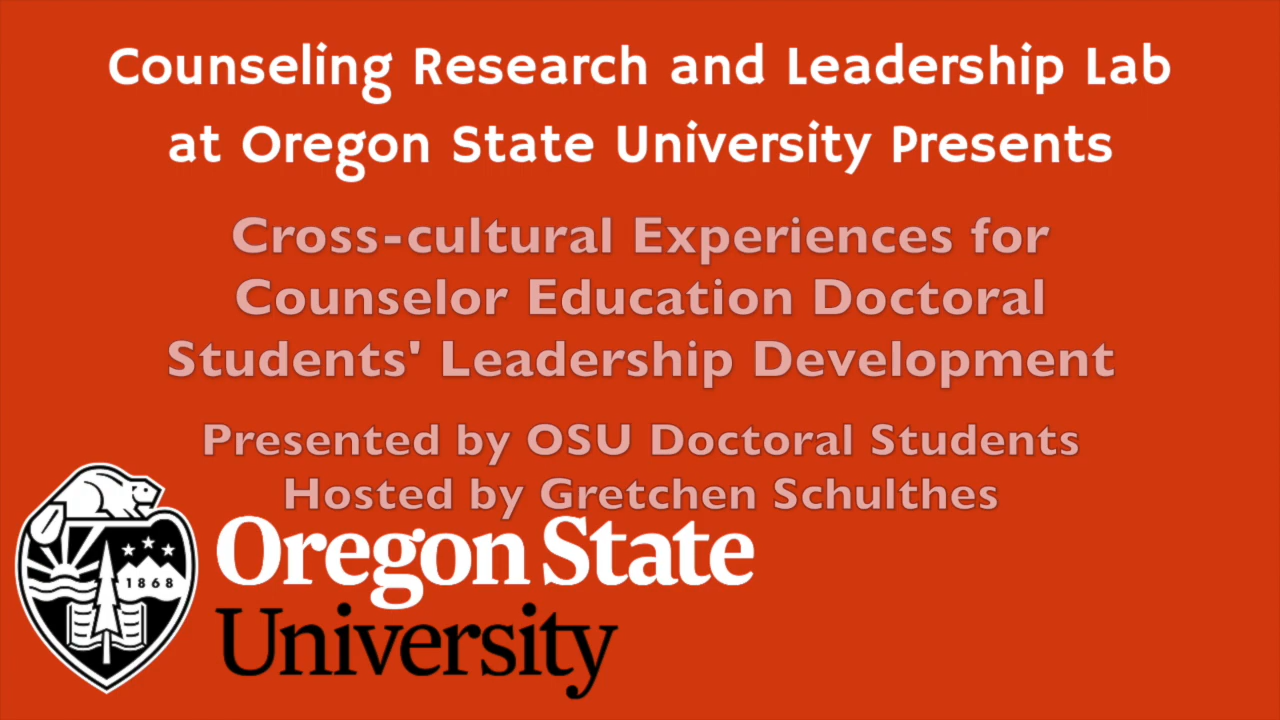 Counseling Research and Leadership Lab
at Oregon State University Presents
Cross-cultural Experiences for
Counselor Education Doctoral
Students' Leadership Development
Presented by OSU Doctoral Students
Hosted by Gretchen Schulthes
1868
Oregon State
University